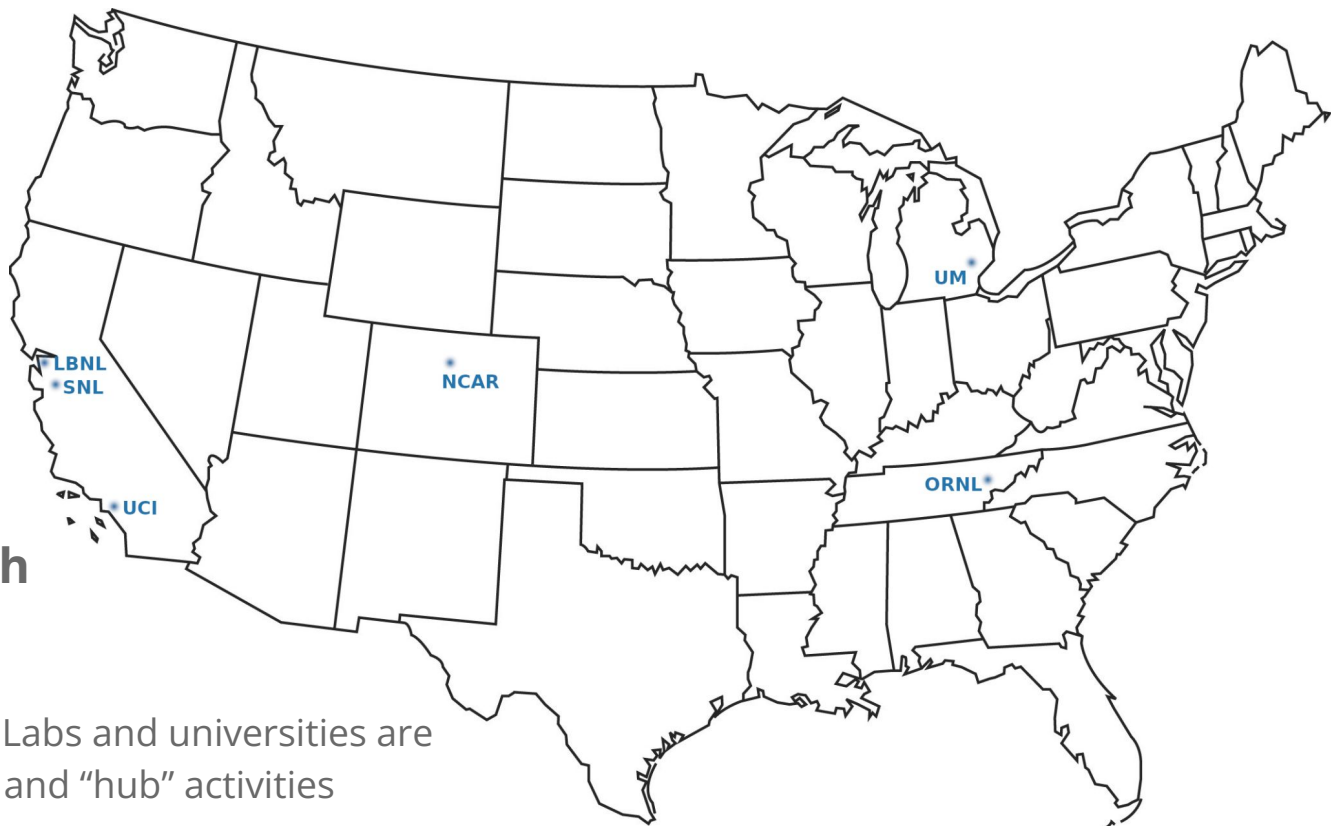 UM
LBNL
SNL
NCAR
ORNL
UCI
h
Labs and universities are
and “hub” activities